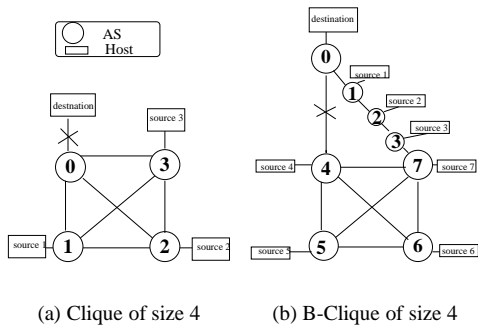 AS
Host
destnation
source 3
0
3
1
2
source 1
source 2
(a) Clique of size 4
destination
0
source 1
1
source 2
2
source 3
3
source 4
4
7
source 7
5
6
source 5
source 6
(b) B-Clique of size 4